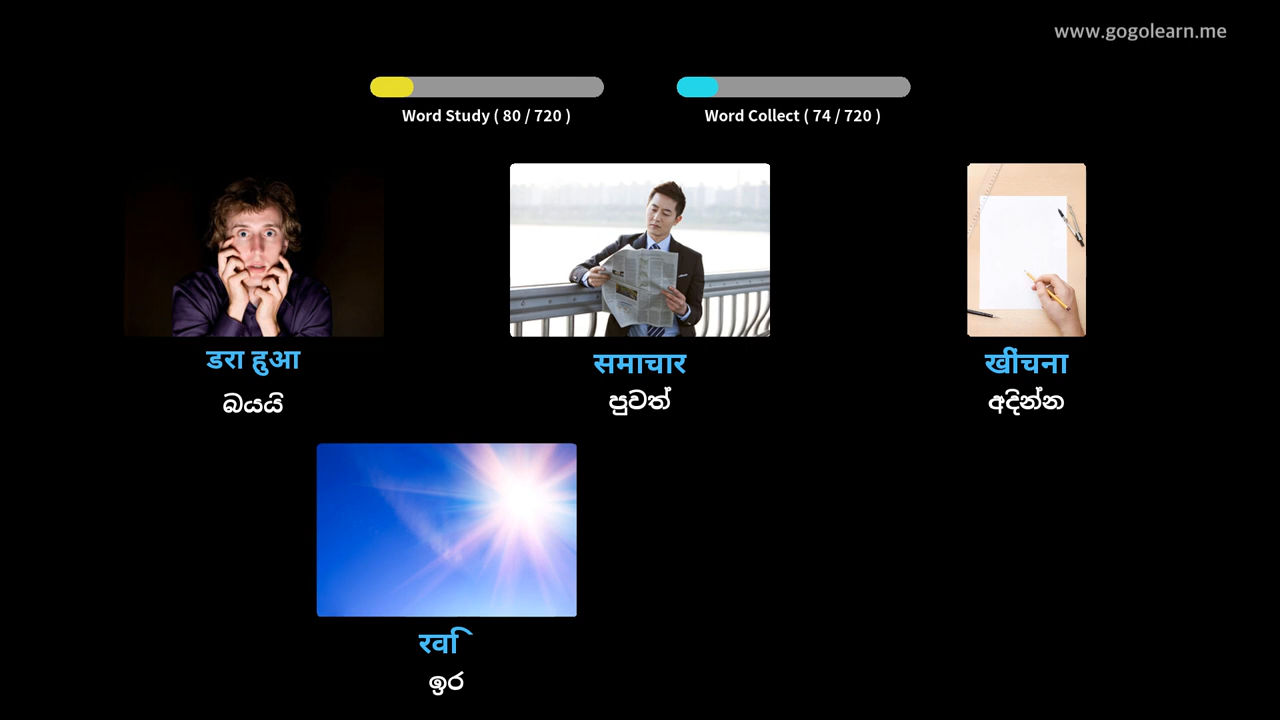 www.gogolearn.me
Word Study ( 80 / 720 )
Word Collect ( 74 / 720 )
डरा हुआ
समाचार
खींचना
බයයි
පුවත්
අදින්න
रवि
ඉර